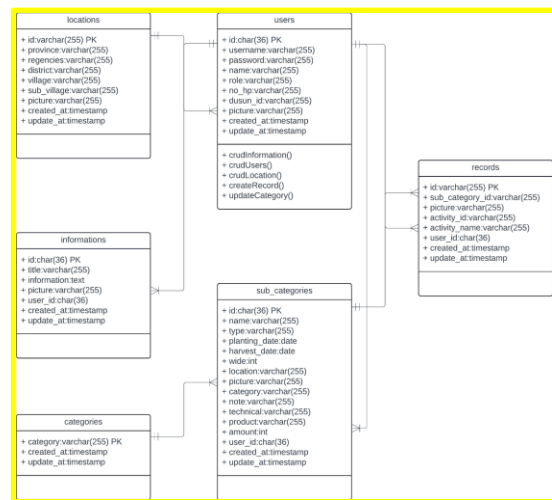 locations
+ id:varchar(255) PK
+ province:varchar(255)
+ regencies:varchar(255)
+ district:varchar(255)
+ village:varchar(255)
+ sub_village:varchar(255)
+ picture:varchar(255)
+ created_at:timestamp
+ update_at:timestamp
users
+ id:char(36) PK
+ username:varchar(255)
+ password:varchar(255)
+ name:varchar(255)
+ role:varchar(255)
+ no_hp:varchar(255)
+ dusun_id:varchar(255)
+ picture:varchar(255)
+ created_at:timestamp
+ update_at:timestamp
+ crudInformation()
+ crudUsers()
+ crudLocation()
+ createRecord()
+ updateCategory()
records
+ id:varchar(255) PK
+ sub_category_id:varchar(255)
+ picture:varchar(255)
+ activity_id:varchar(255)
+ activity_name:varchar(255)
+ user_id:char(36)
+ created_at:timestamp
+ update_at:timestamp
informations
+ id:char(36) PK
+ title:varchar(255)
+ information:text
+ picture:varchar(255)
+ user_id:char(36)
+ created_at:timestamp
+ update_at:timestamp
sub_categories
+ id:char(36) PK
+ name:varchar(255)
+ type:varchar(255)
+ planting_date:date
+ harvest_date:date
+ wide:int
+ location:varchar(255)
+ picture:varchar(255)
+ category:varchar(255)
+ note:varchar(255)
+ technical:varchar(255)
+ product:varchar(255)
+ amount:int
+ user_id:char(36)
+ created_at:timestamp
+ update_at:timestamp
categories
+ category:varchar(255) PK
+ created_at:timestamp
+ update_at:timestamp